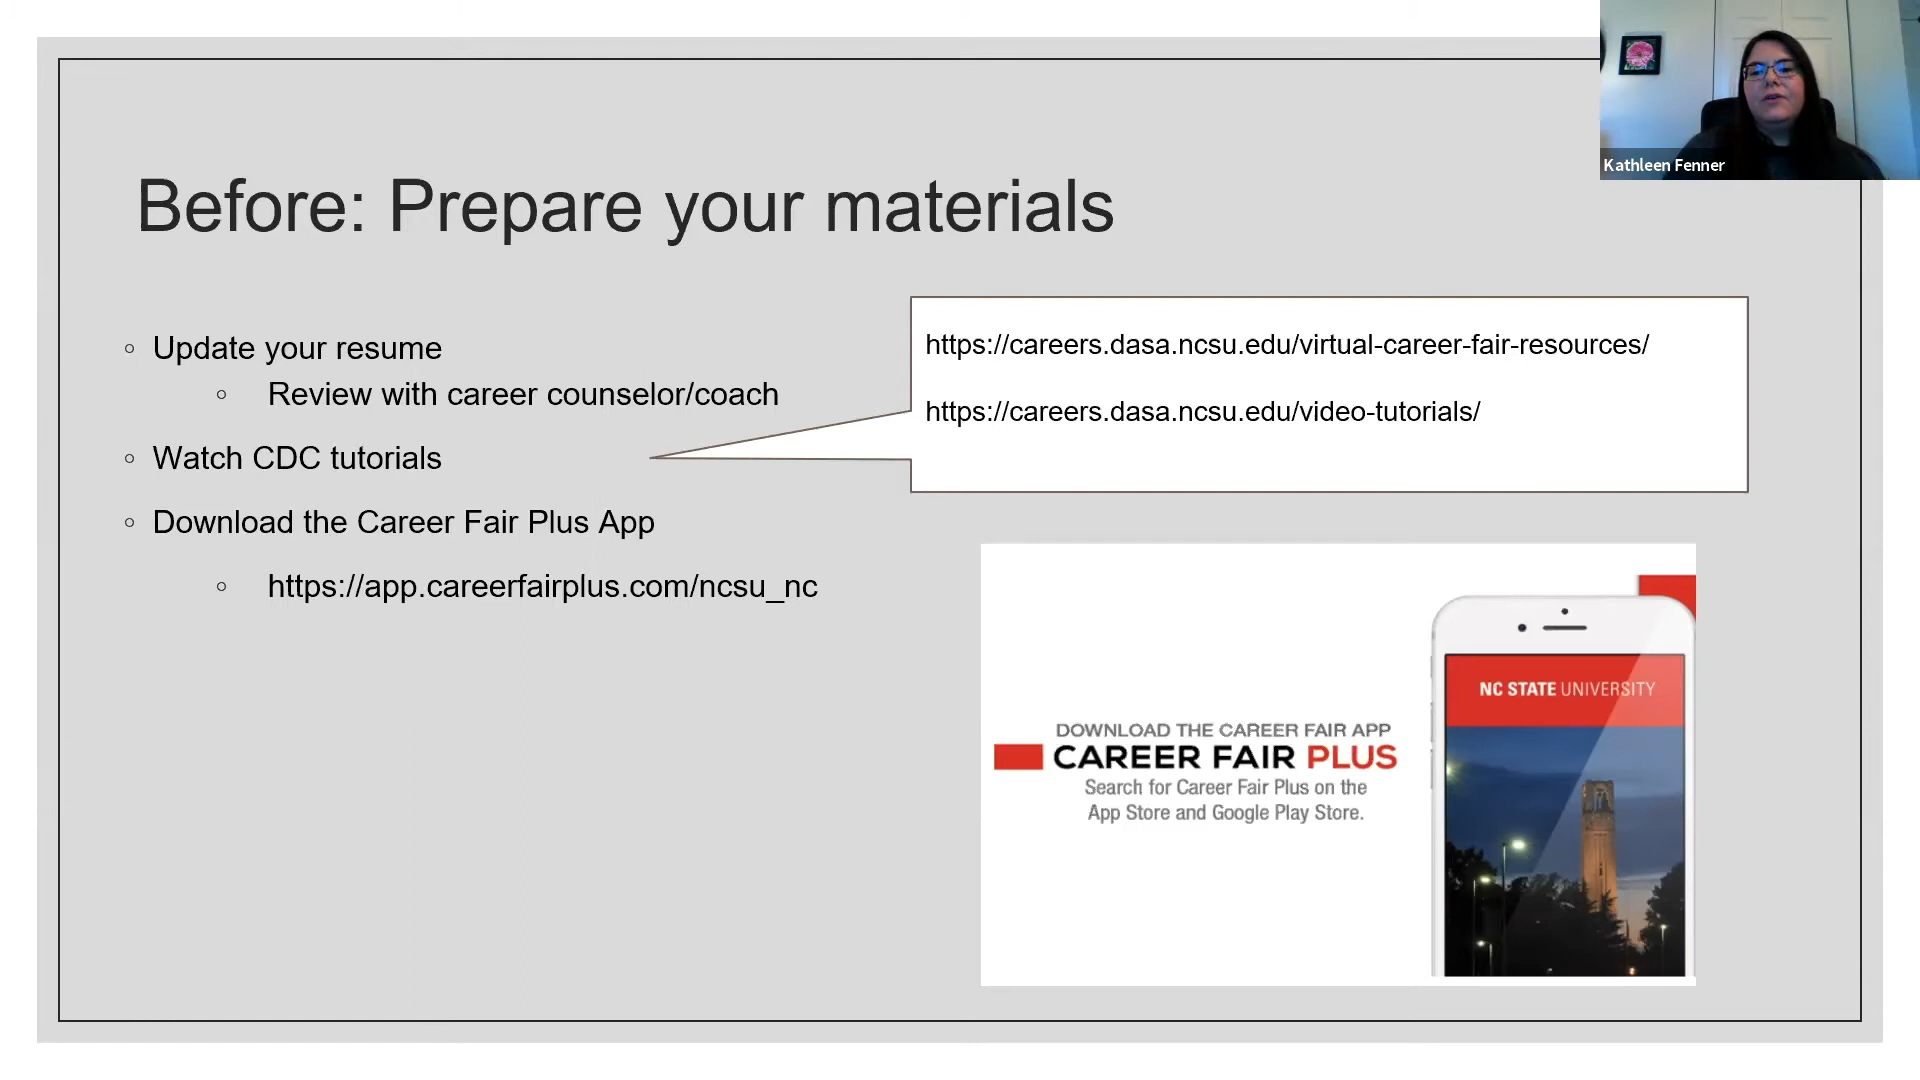 Kathleen Fenner
Before: Prepare your materials
Update your resume
Review with career counselor/coach
Watch CDC tutorials
Download the Career Fair Plus App
https://app.careerfairplus.com/ncsu_nc
https://careers.dasa.ncsu.edu/virtual-career-fair-resources/
https://careers.dasa.ncsu.edu/video-tutorials/
DOWNLOAD THE CAREER FAIR APP
CAREER FAIR PLUS
Search for Career Fair Plus on the
App Store and Google Play Store.
NC STATE UNIVERSITY